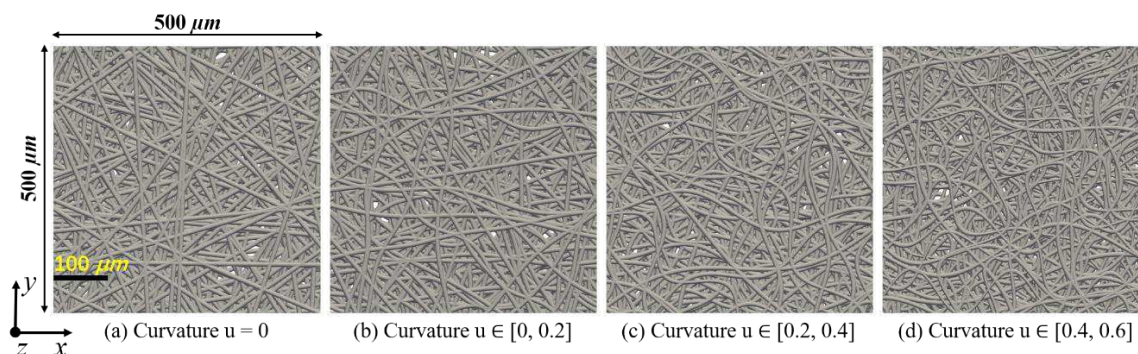 500 μm
500 μm
100 μm
y
z x
(a) Curvature u = 0
(b) Curvature u ∈ [0, 0.2]
(c) Curvature u ∈ [0.2, 0.4]
(d) Curvature u ∈ [0.4, 0.6]